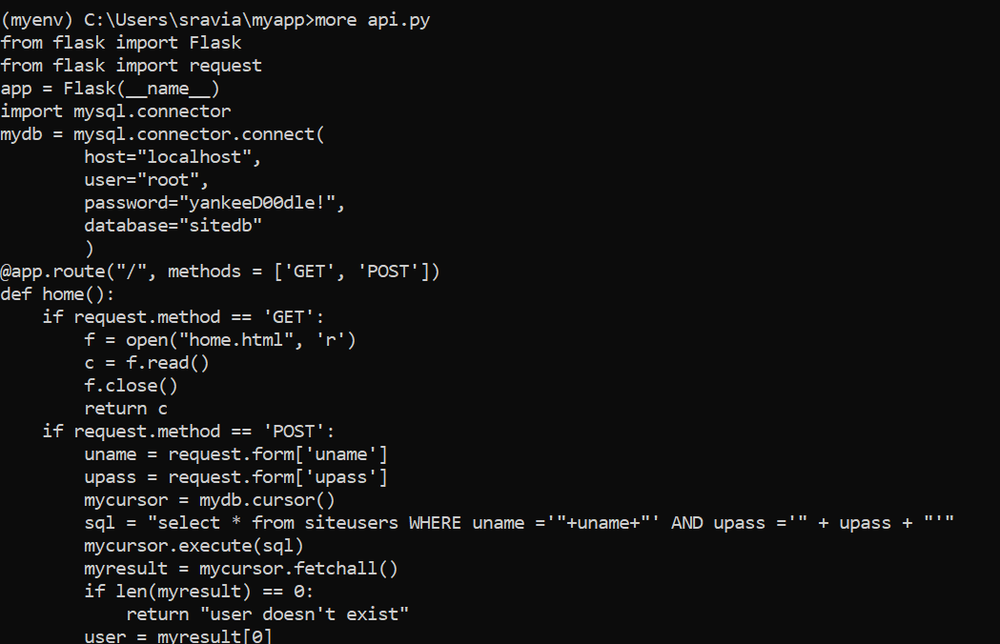 (myenv) C:\Users\sravia\myapp>more api.py
from flask import Flask
from flask import request
app = Flask(__name__)
import mysql.connector
mydb = mysql.connector.connect(
        host="localhost",
        user="root",
        password="yankeeD00dle!",
        database="sitedb"
        )
@app.route("/", methods = ['GET', 'POST'])
def home():
    if request.method == 'GET':
        f = open("home.html", 'r')
        c = f.read()
        f.close()
        return c
    if request.method == 'POST':
        uname = request.form['uname']
        upass = request.form['upass']
        mycursor = mydb.cursor()
        sql = "select * from siteusers WHERE uname ='"+uname+"' AND upass ='" + upass + "'"
        mycursor.execute(sql)
        myresult = mycursor.fetchall()
        if len(myresult) == 0:
            return "user doesn't exist"
        user = myresult[0]